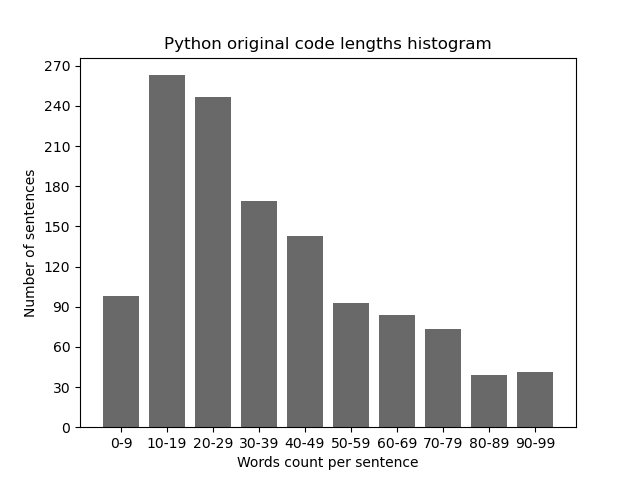 Python original code lengths histogram
270
240
210
180
150
120
90
60
30
0
Number of sentences
0-9 10-19 20-29 30-39 40-49 50-59 60-69 70-79 80-89 90-99
Words count per sentence